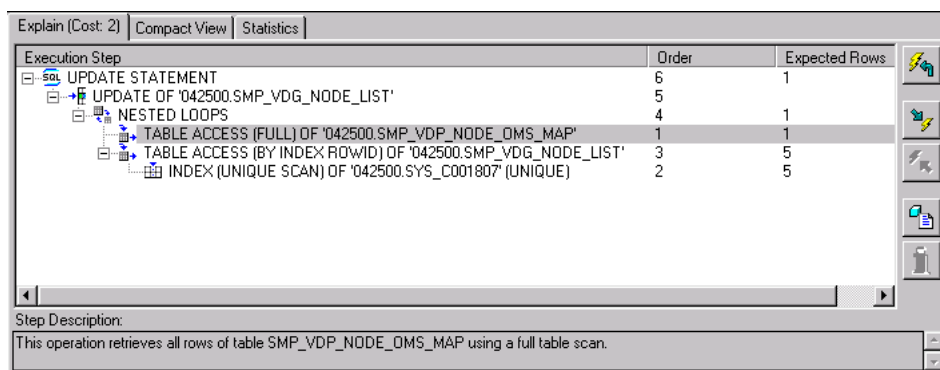 Explain (Cost: 2) Compact View Statistics
Execution Step Order Expected Rows
SQL UPDATE STATEMENT 6 1
UPDATE OF '042500.SMP_VDG_NODE_LIST' 5
NESTED LOOPS 4 1
TABLE ACCESS (FULL) OF '042500.SMP_VDP_NODE_OMS_MAP' 1 1
TABLE ACCESS (BY INDEX ROWID) OF '042500.SMP_VDG_NODE_LIST' 3 5
INDEX (UNIQUE SCAN) OF '042500.SYS_C001807' (UNIQUE) 2 5
Step Description:
This operation retrieves all rows of table SMP_VDP_NODE_OMS_MAP using a full table scan.